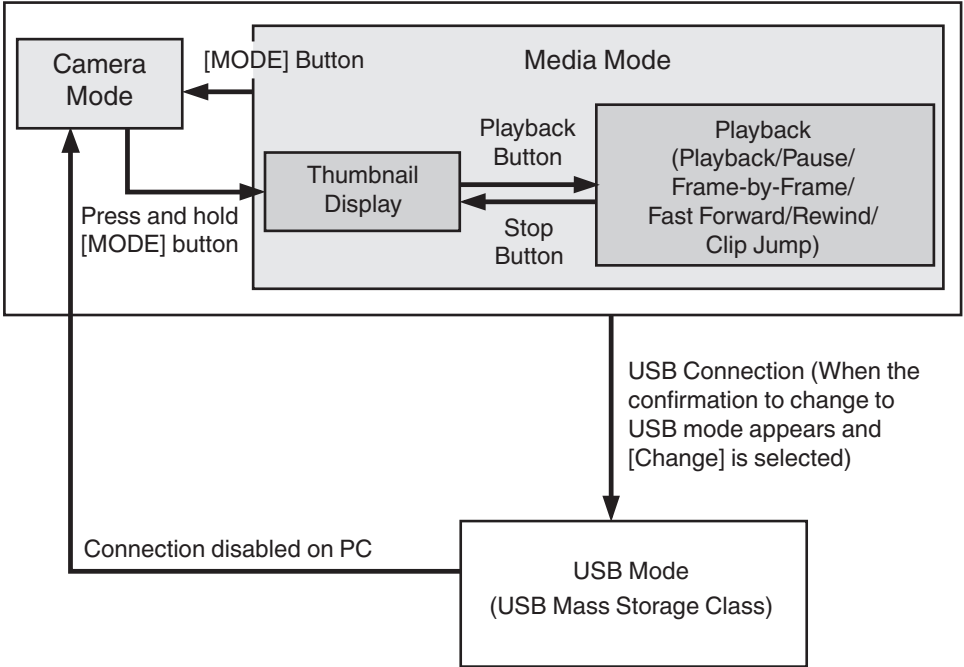 Camera
Mode
[MODE] Button
Media Mode
Playback
Button
Playback
(Playback/Pause/
Frame-by-Frame/
Fast Forward/Rewind/
Clip Jump)
Thumbnail
Display
Stop
Button
Press and hold
[MODE] button
USB Connection (When the
confirmation to change to
USB mode appears and
[Change] is selected)
Connection disabled on PC
USB Mode
(USB Mass Storage Class)